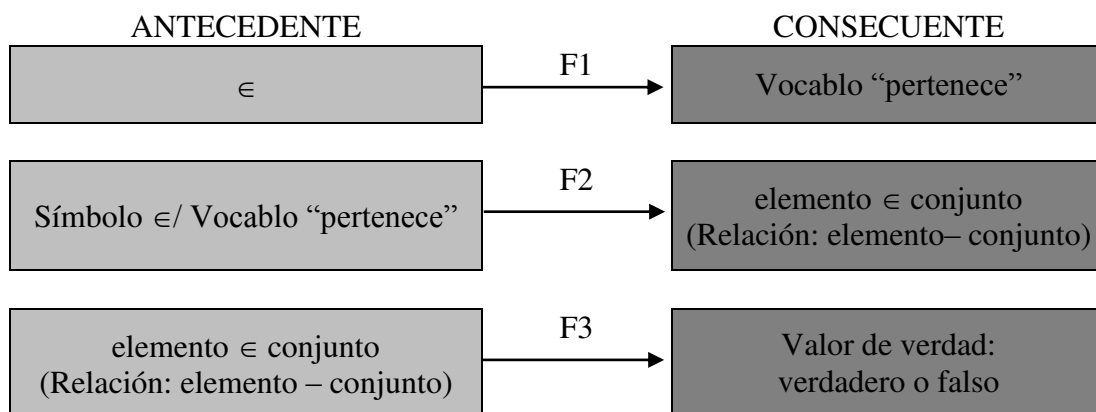 ANTECEDENTE
CONSECUENTE
∈
F1
Vocablo “pertenece”
Símbolo ∈/ Vocablo “pertenece”
F2
elemento ∈ conjunto
(Relación: elemento– conjunto)
elemento ∈ conjunto
(Relación: elemento – conjunto)
F3
Valor de verdad:
verdadero o falso